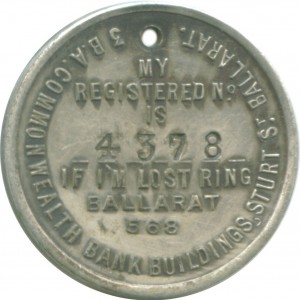 3 B.A. COMMONWEALTH BANK BUILDINGS, STURT ST BALLARAT.
MY
REGISTERED No
IS
4378
IF I'M LOST RING
BALLARAT
568